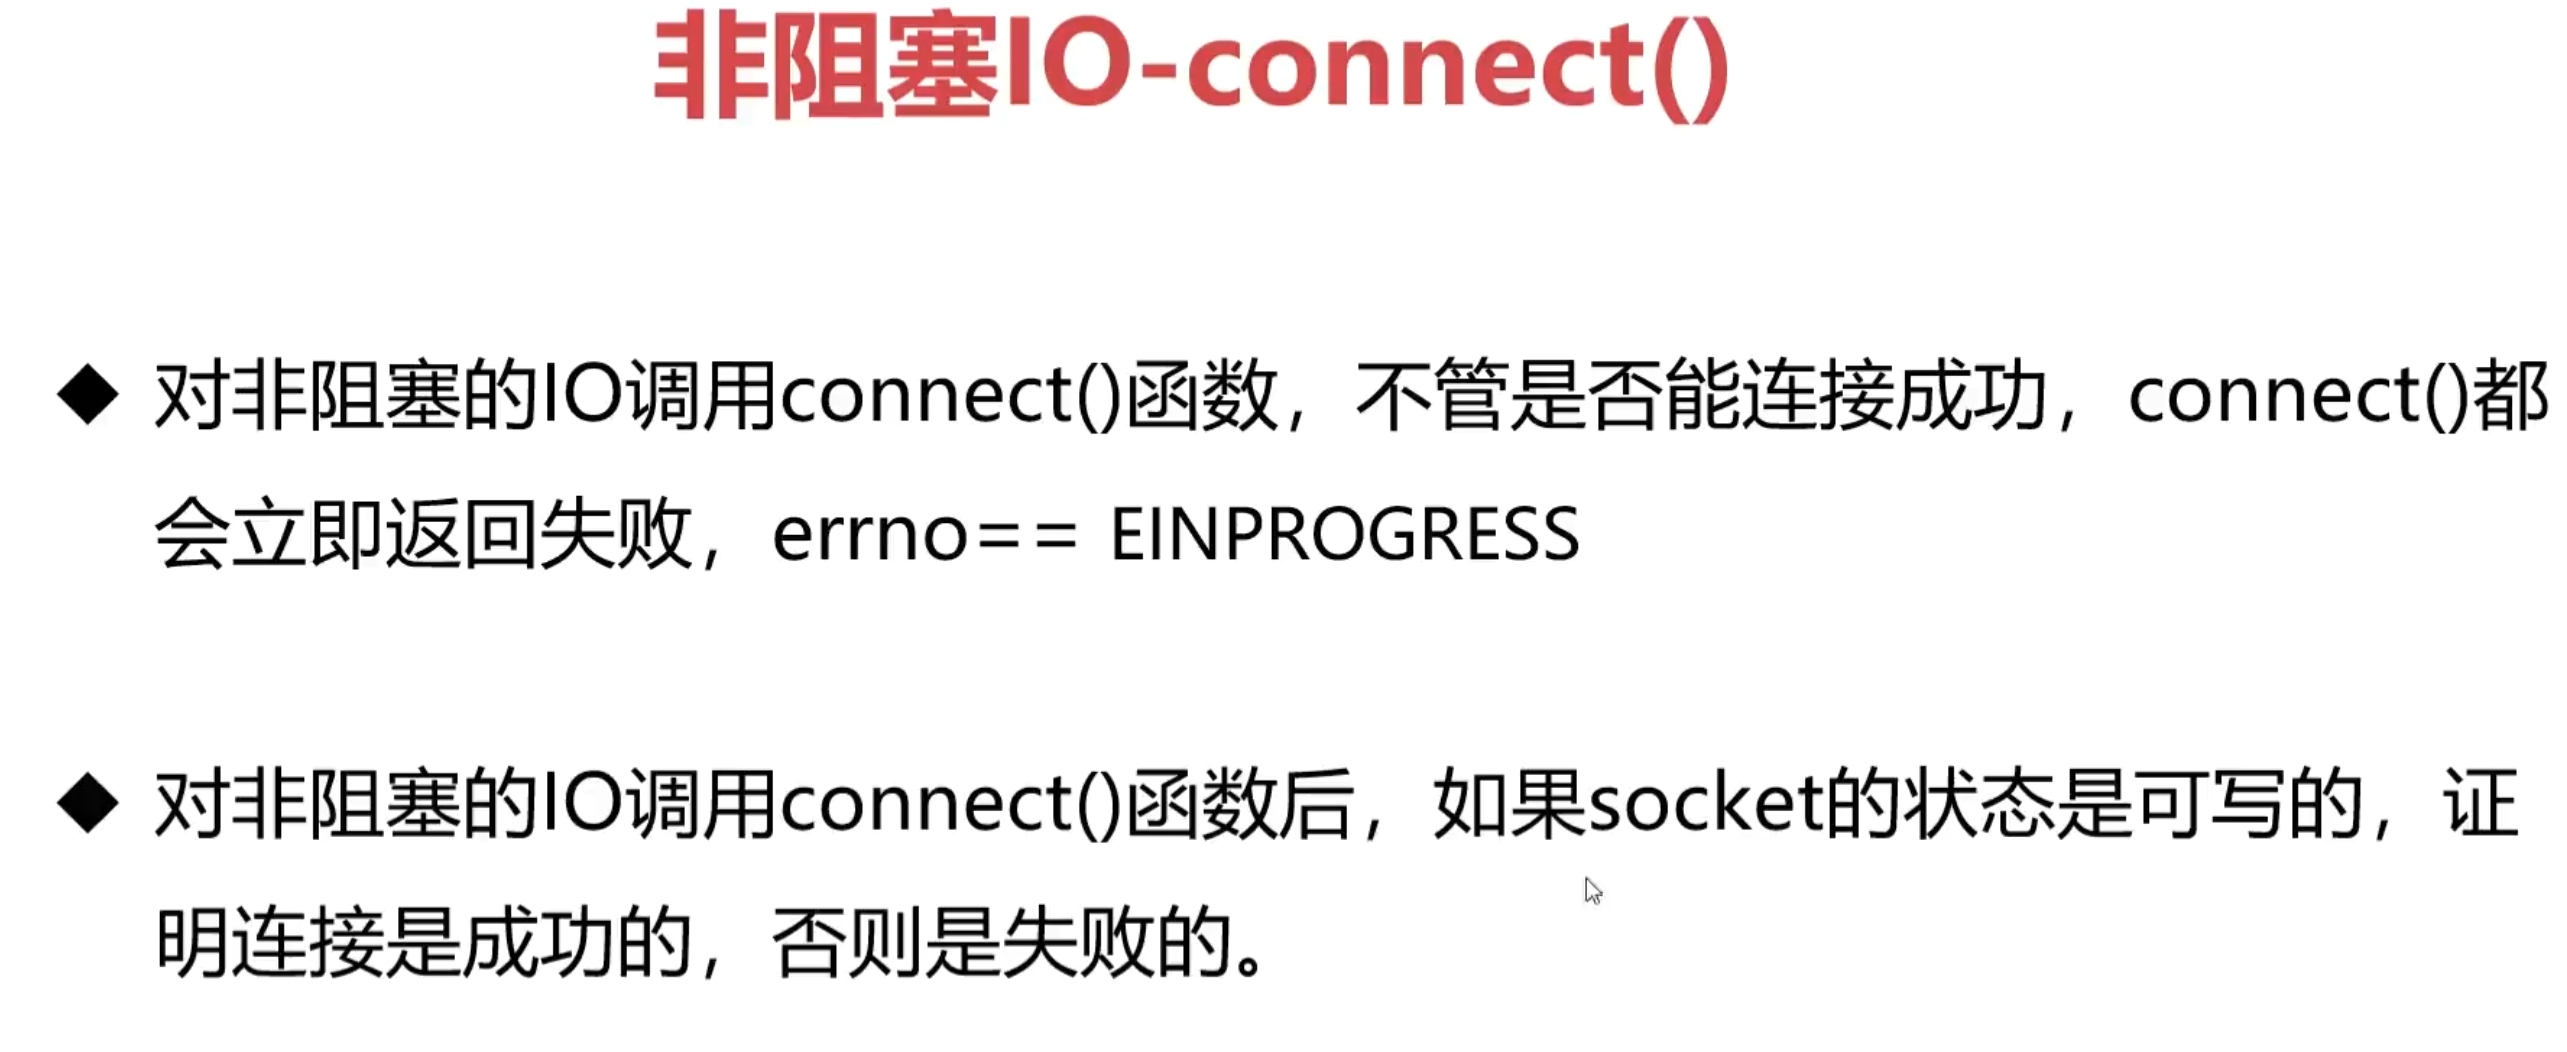 非阻塞IO-connect()
◆ 对非阻塞的IO调用connect()函数，不管是否能连接成功，connect()都
会立即返回失败，errno== EINPROGRESS
◆ 对非阻塞的IO调用connect()函数后，如果socket的状态是可写的，证
明连接是成功的，否则是失败的。